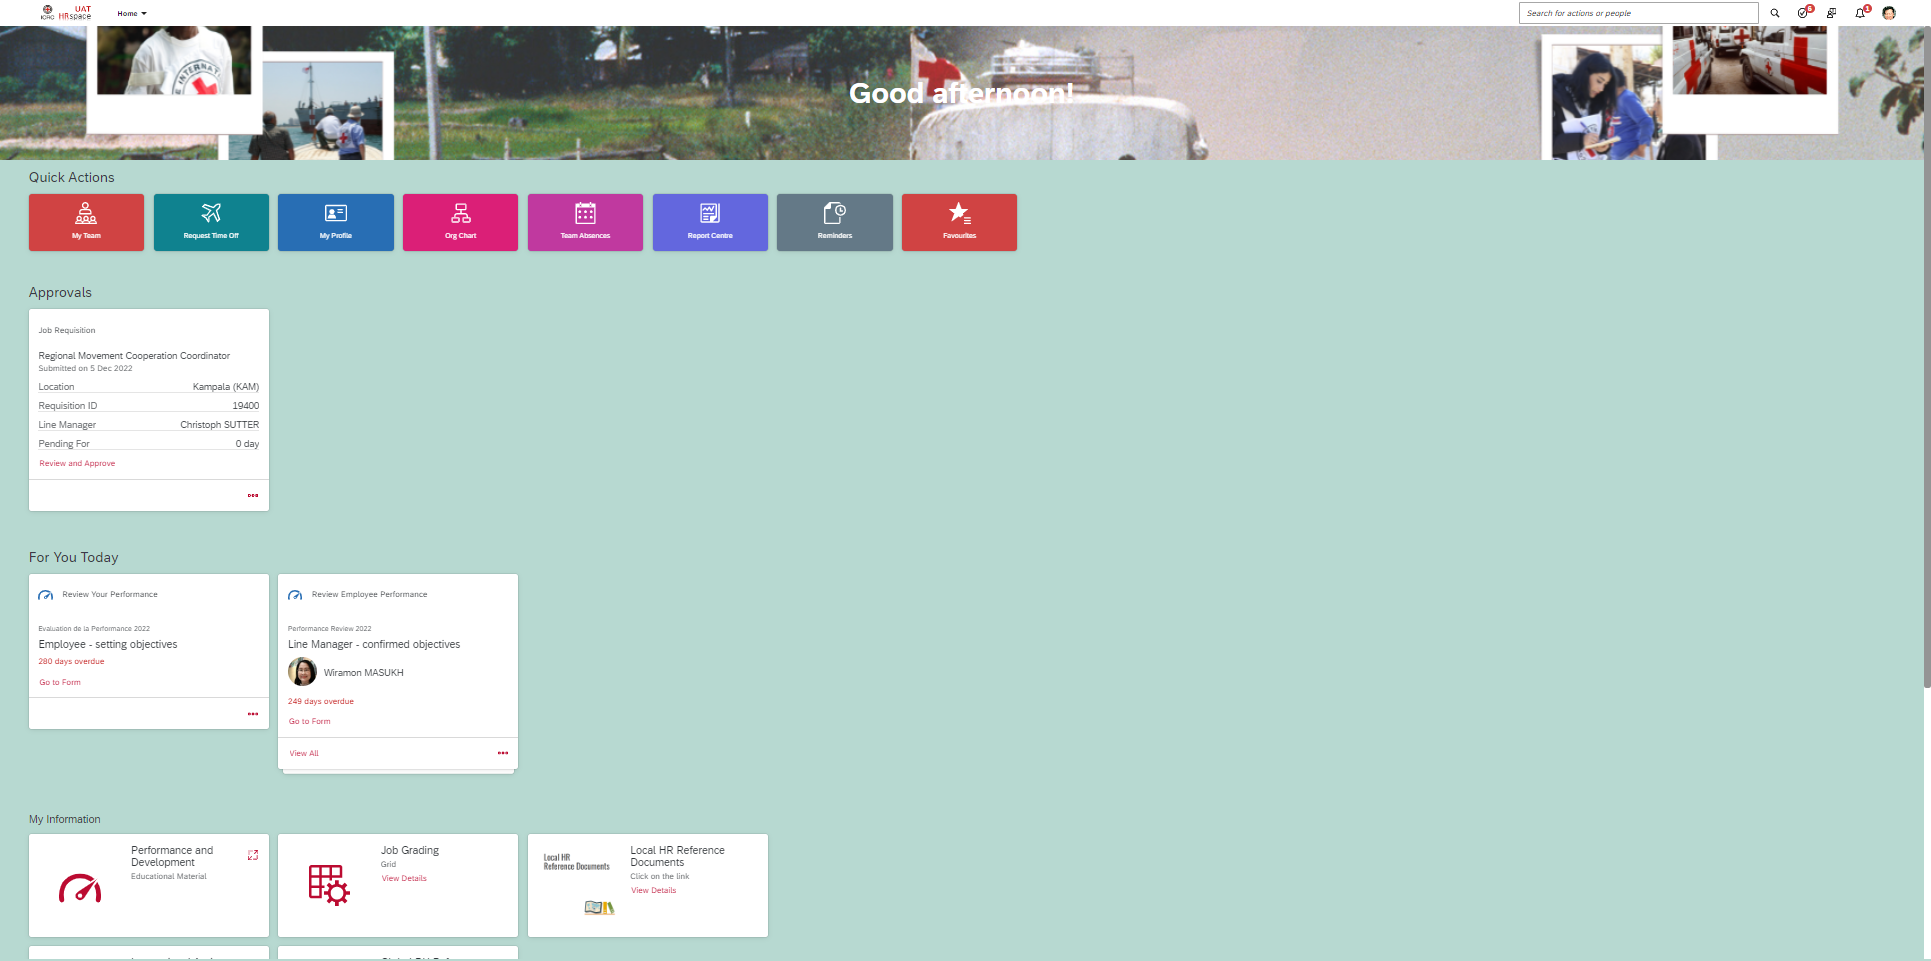 ICRC
UAT
HRspace
Home
Search for actions or people
6
1
INTERNATI
Good afternoon!
Quick Actions
My Team
Request Time Off
My Profile
Org Chart
Team Absences
Report Centre
Reminders
Favourites
Approvals
Job Requisition
Regional Movement Cooperation Coordinator
Submitted on 5 Dec 2022
Location Kampala (KAM)
Requisition ID 19400
Line Manager Christoph SUTTER
Pending For 0 day
Review and Approve
For You Today
Review Your Performance
Evaluation de la Performance 2022
Employee - setting objectives
280 days overdue
Go to Form
Review Employee Performance
Performance Review 2022
Line Manager - confirmed objectives
Wiramon MASUKH
249 days overdue
Go to Form
View All
My Information
Performance and
Development
Educational Material
Job Grading
Grid
View Details
Local HR
Reference Documents
Local HR Reference
Documents
Click on the link
View Details